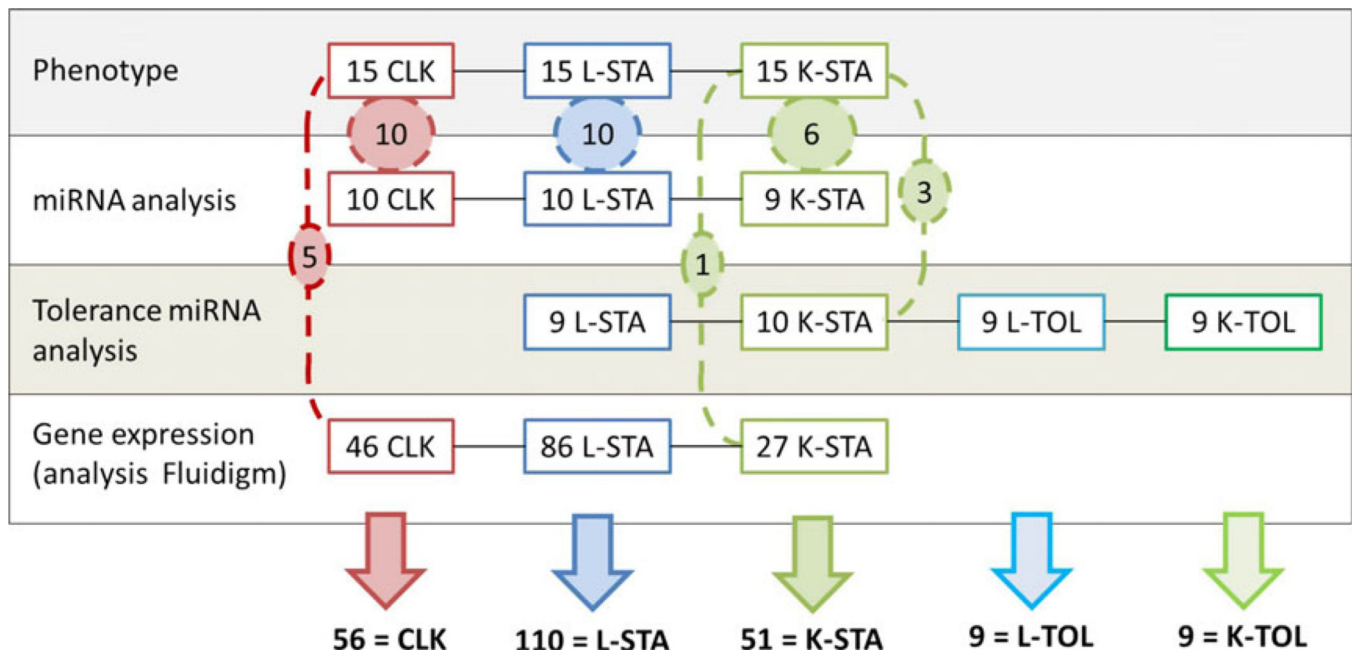 Phenotype
15 CLK
15 L-STA
15 K-STA
10
10
6
miRNA analysis
10 CLK
10 L-STA
9 K-STA
3
5
1
Tolerance miRNA
analysis
9 L-STA
10 K-STA
9 L-TOL
9 K-TOL
Gene expression
(analysis Fluidigm)
46 CLK
86 L-STA
27 K-STA
56 = CLK
110 = L-STA
51 = K-STA
9 = L-TOL
9 = K-TOL